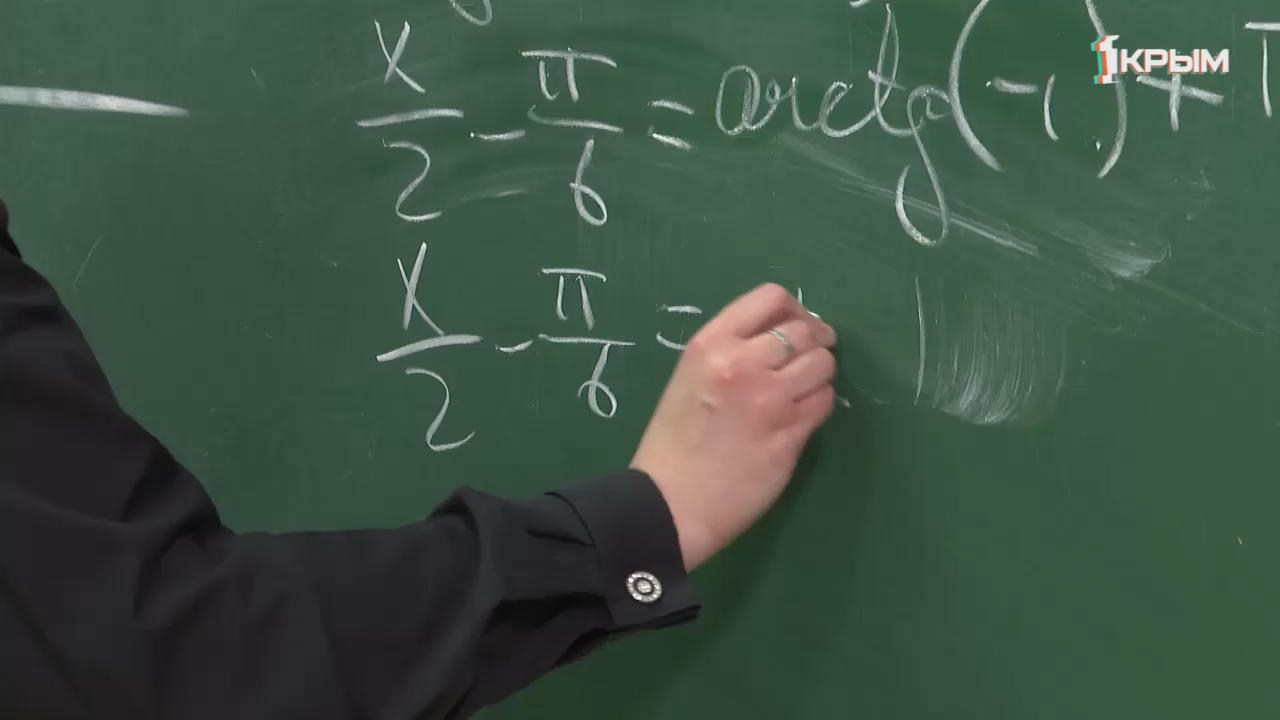 x/2 - π/6 = arctg(-1) + π
x/2 - π/6 =
1КРЫМ